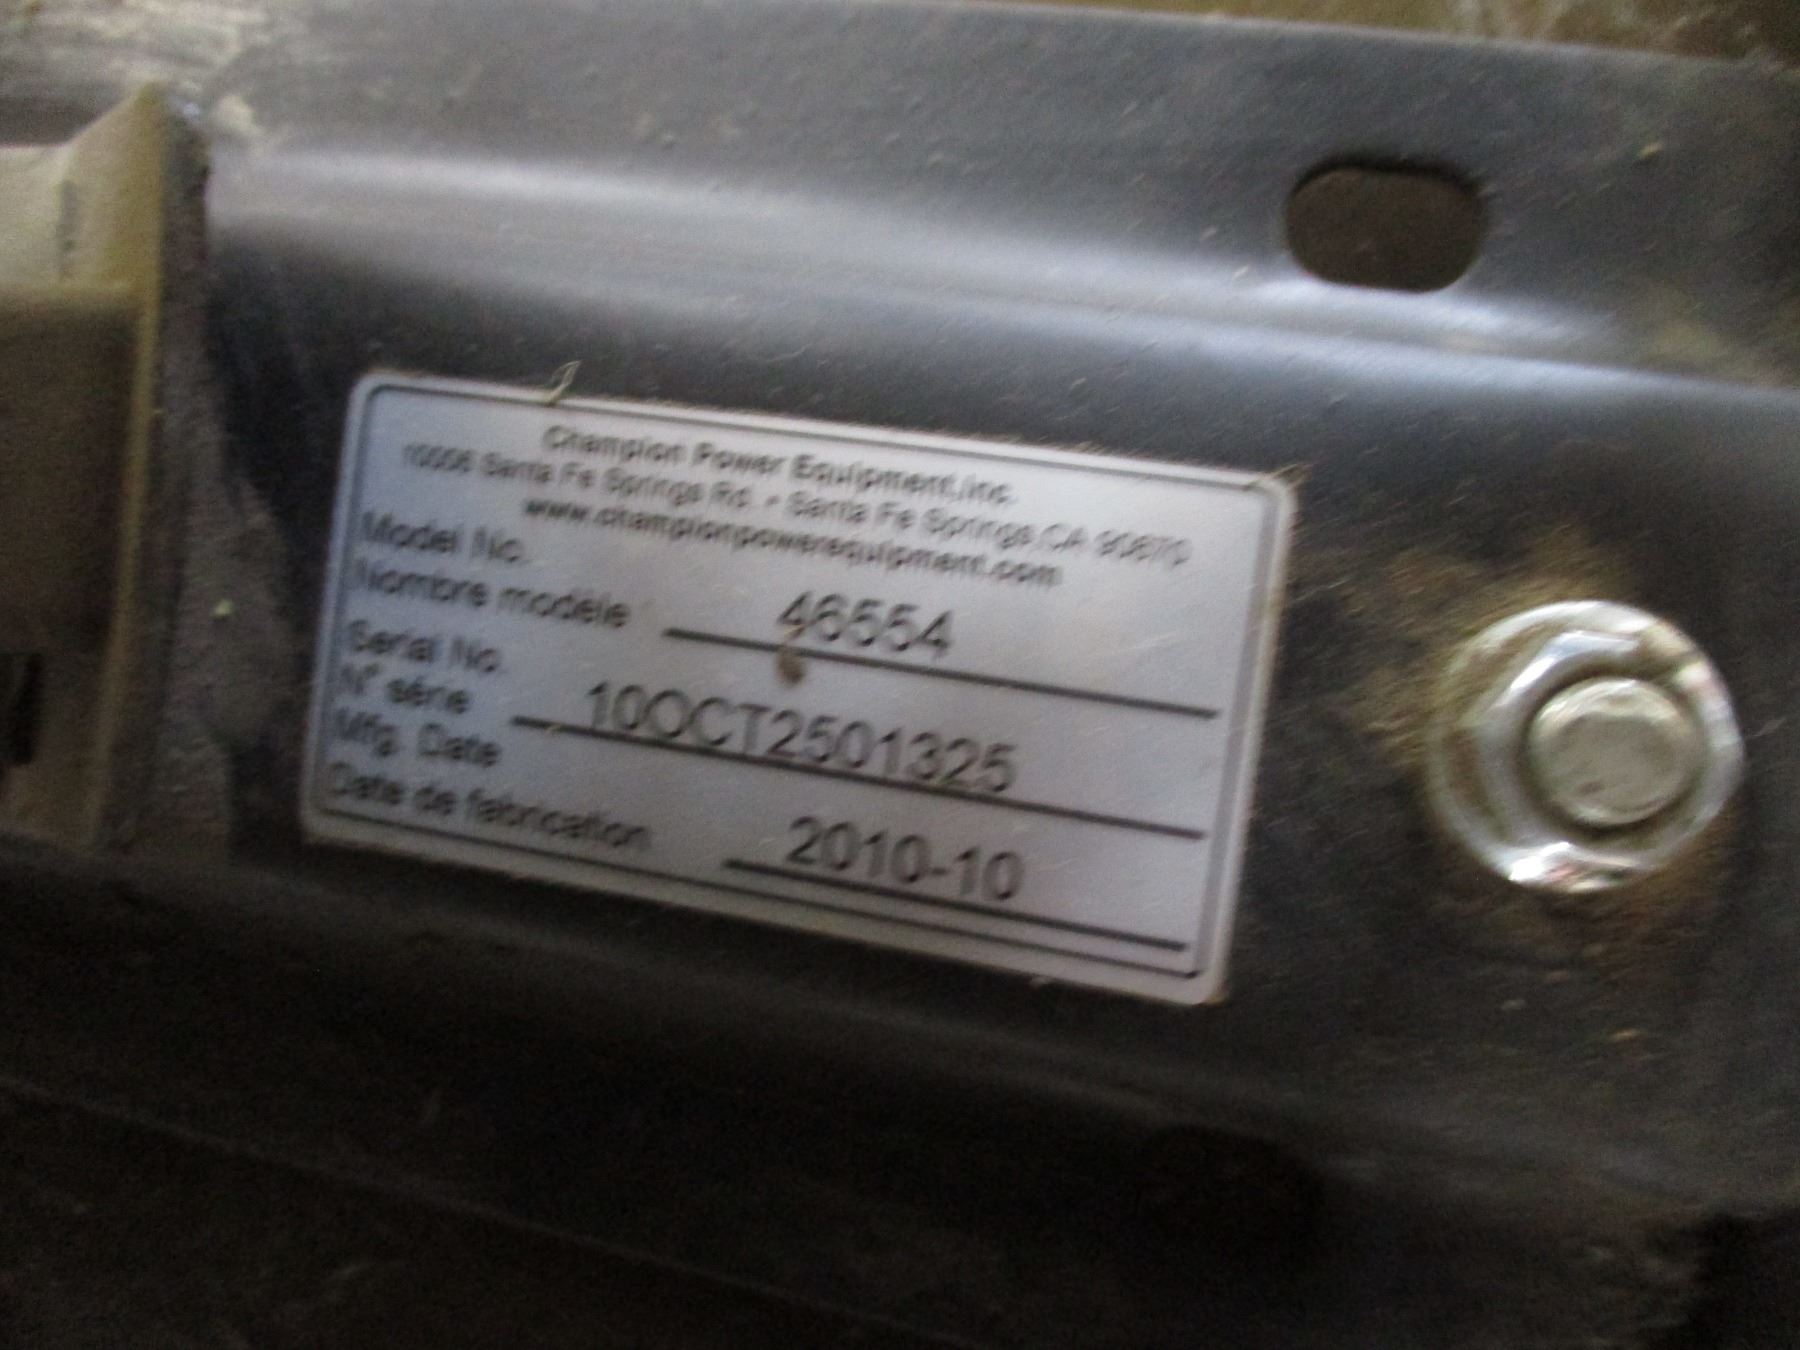 Champion Power Equipment,Inc.
10006 Santa Fe Springs Rd. • Santa Fe Springs,CA 90670
www.championpowerequipment.com
Model No.
Nombre modèle 46554
Serial No.
N° série 10OCT2501325
Mfg. Date
Date de fabrication 2010-10